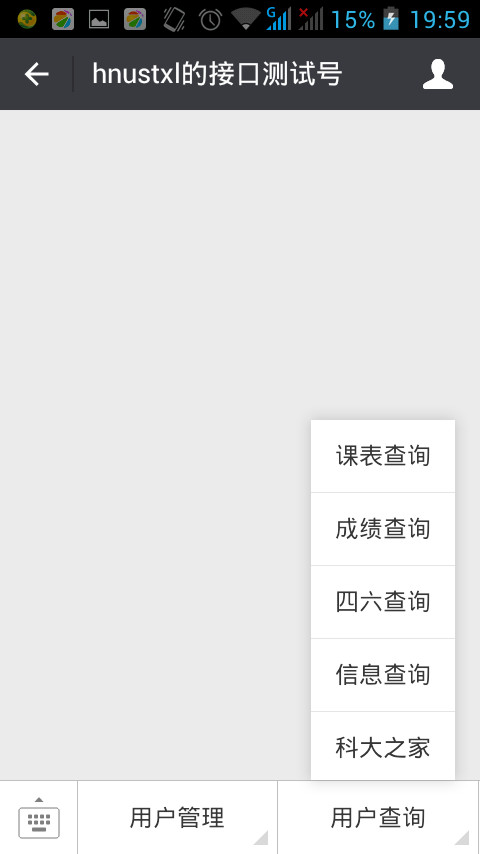 G 15% 19:59
hnustxl的接口测试号
课表查询
成绩查询
四六查询
信息查询
科大之家
用户管理 用户查询